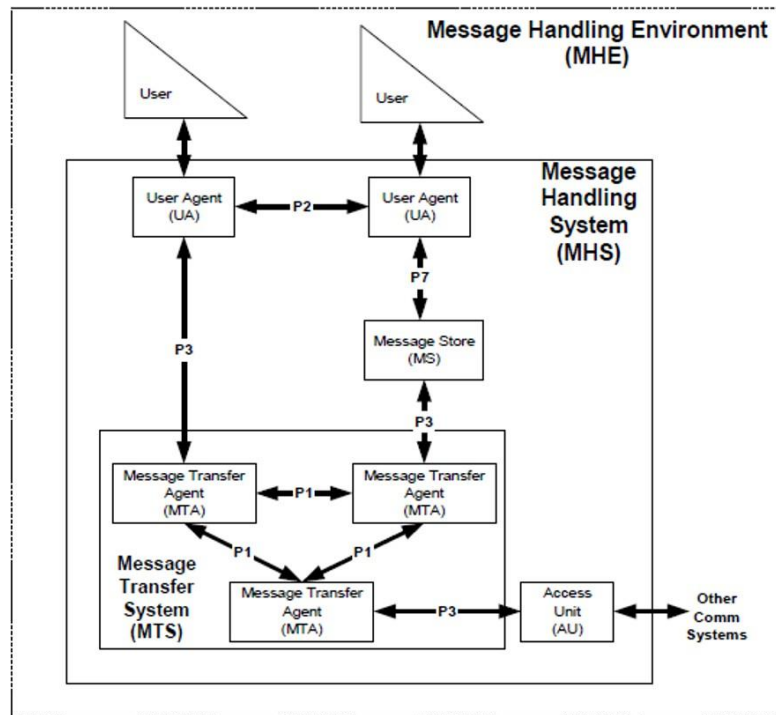 Message Handling Environment
(MHE)
User
User
Message
Handling
System
(MHS)
User Agent
(UA)
P2
User Agent
(UA)
P7
Message Store
(MS)
P3
P3
Message Transfer
Agent
(MTA)
P1
Message Transfer
Agent
(MTA)
P1
P1
Message
Transfer
System
(MTS)
Message Transfer
Agent
(MTA)
P3
Access
Unit
(AU)
Other
Comm
Systems